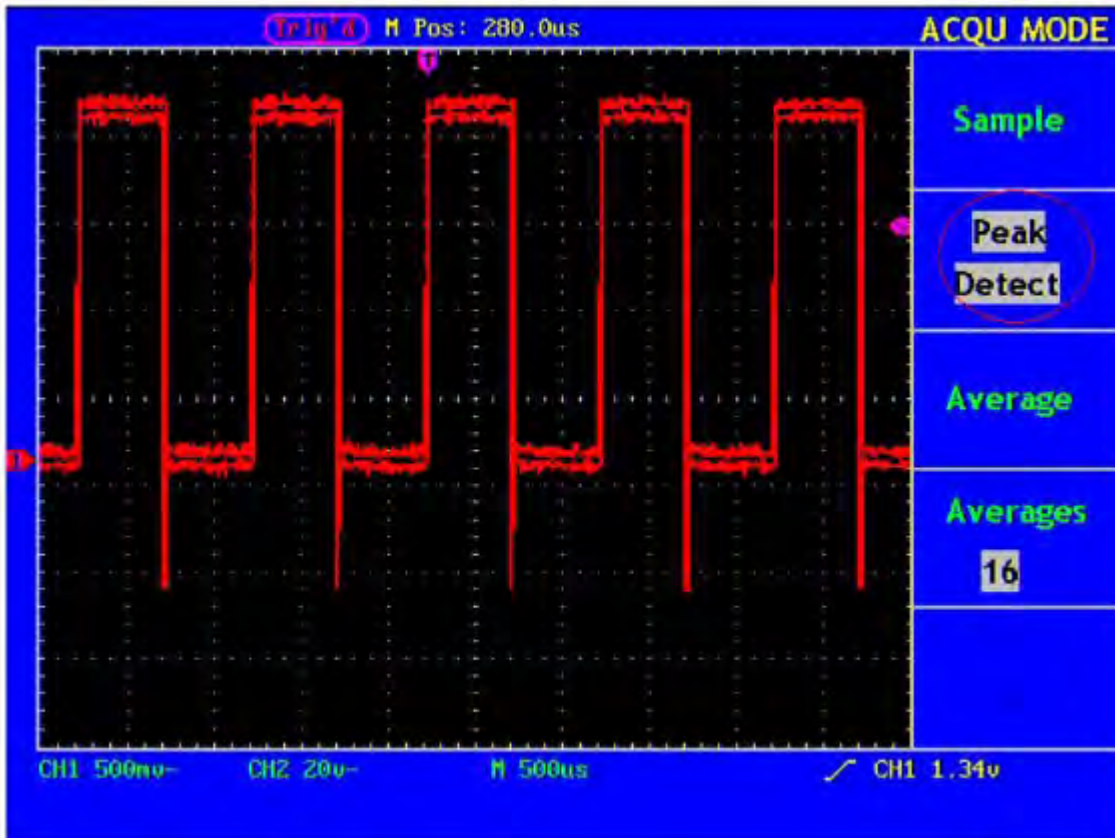 Trig'd M Pos: 280.0us
ACQU MODE
T
Sample
Peak
Detect
1
Average
Averages
16
CH1 500mv~ CH2 20v~ M 500us CH1 1.34v